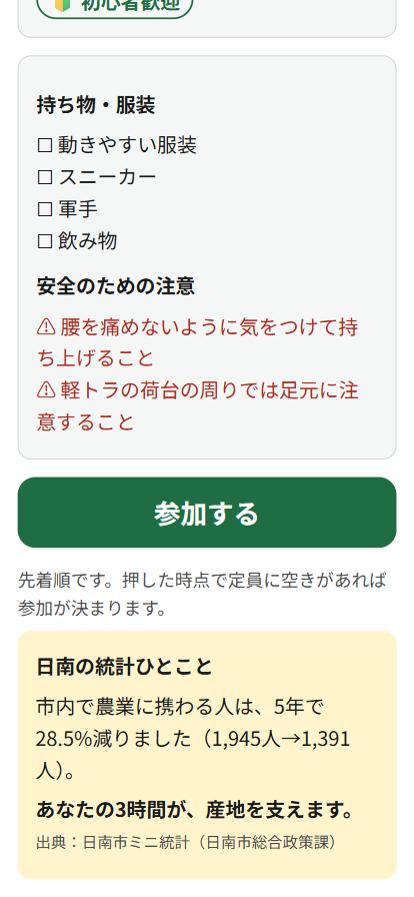 初心者歓迎
持ち物・服装
☐ 動きやすい服装
☐ スニーカー
☐ 軍手
☐ 飲み物
安全のための注意
⚠ 腰を痛めないように気をつけて持
ち上げること
⚠ 軽トラの荷台の周りでは足元に注
意すること
参加する
先着順です。押した時点で定員に空きがあれば
参加が決まります。
日南の統計ひとこと
市内で農業に携わる人は、5年で
28.5%減りました（1,945人→1,391
人）。
あなたの3時間が、産地を支えます。
出典：日南市ミニ統計（日南市総合政策課）